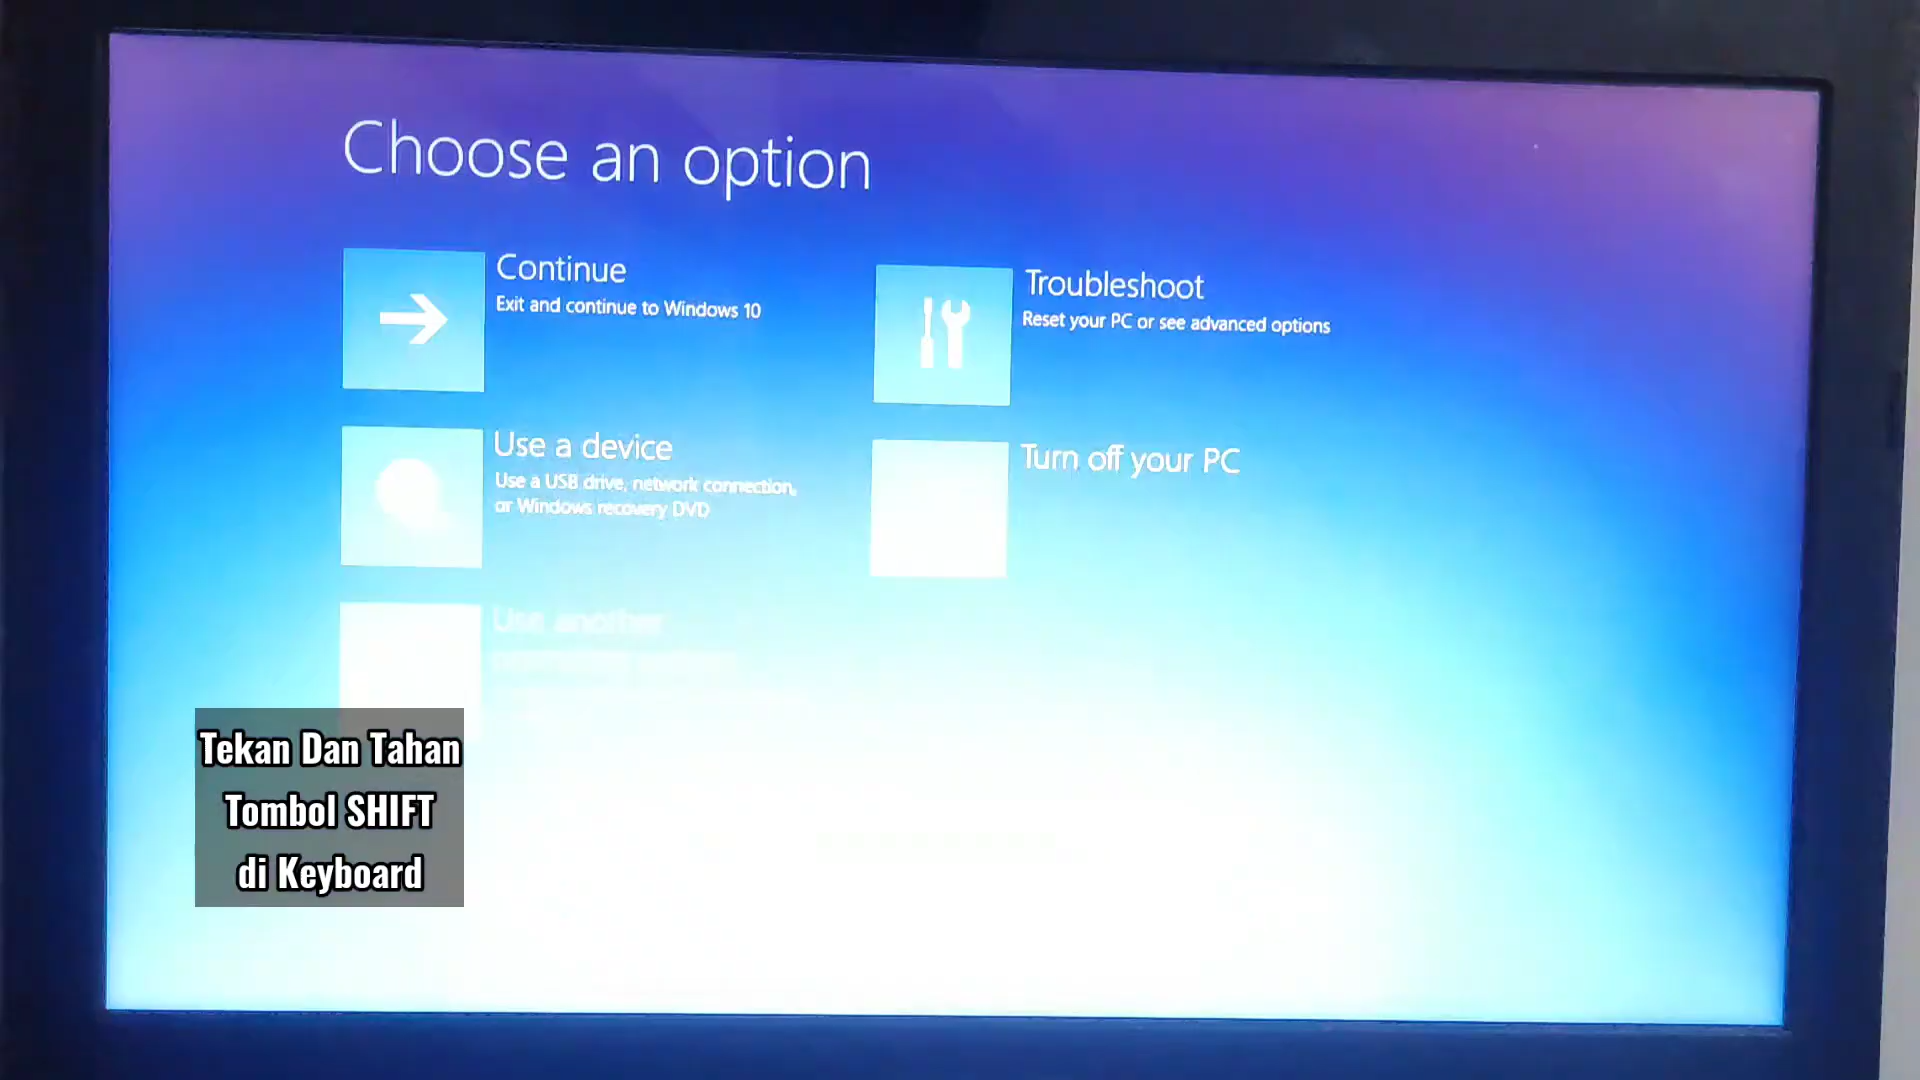 Choose an option
Continue
Exit and continue to Windows 10
Troubleshoot
Reset your PC or see advanced options
Use a device
Use a USB drive, network connection,
or Windows recovery DVD
Turn off your PC
Use another
Tekan Dan Tahan
Tombol SHIFT
di Keyboard